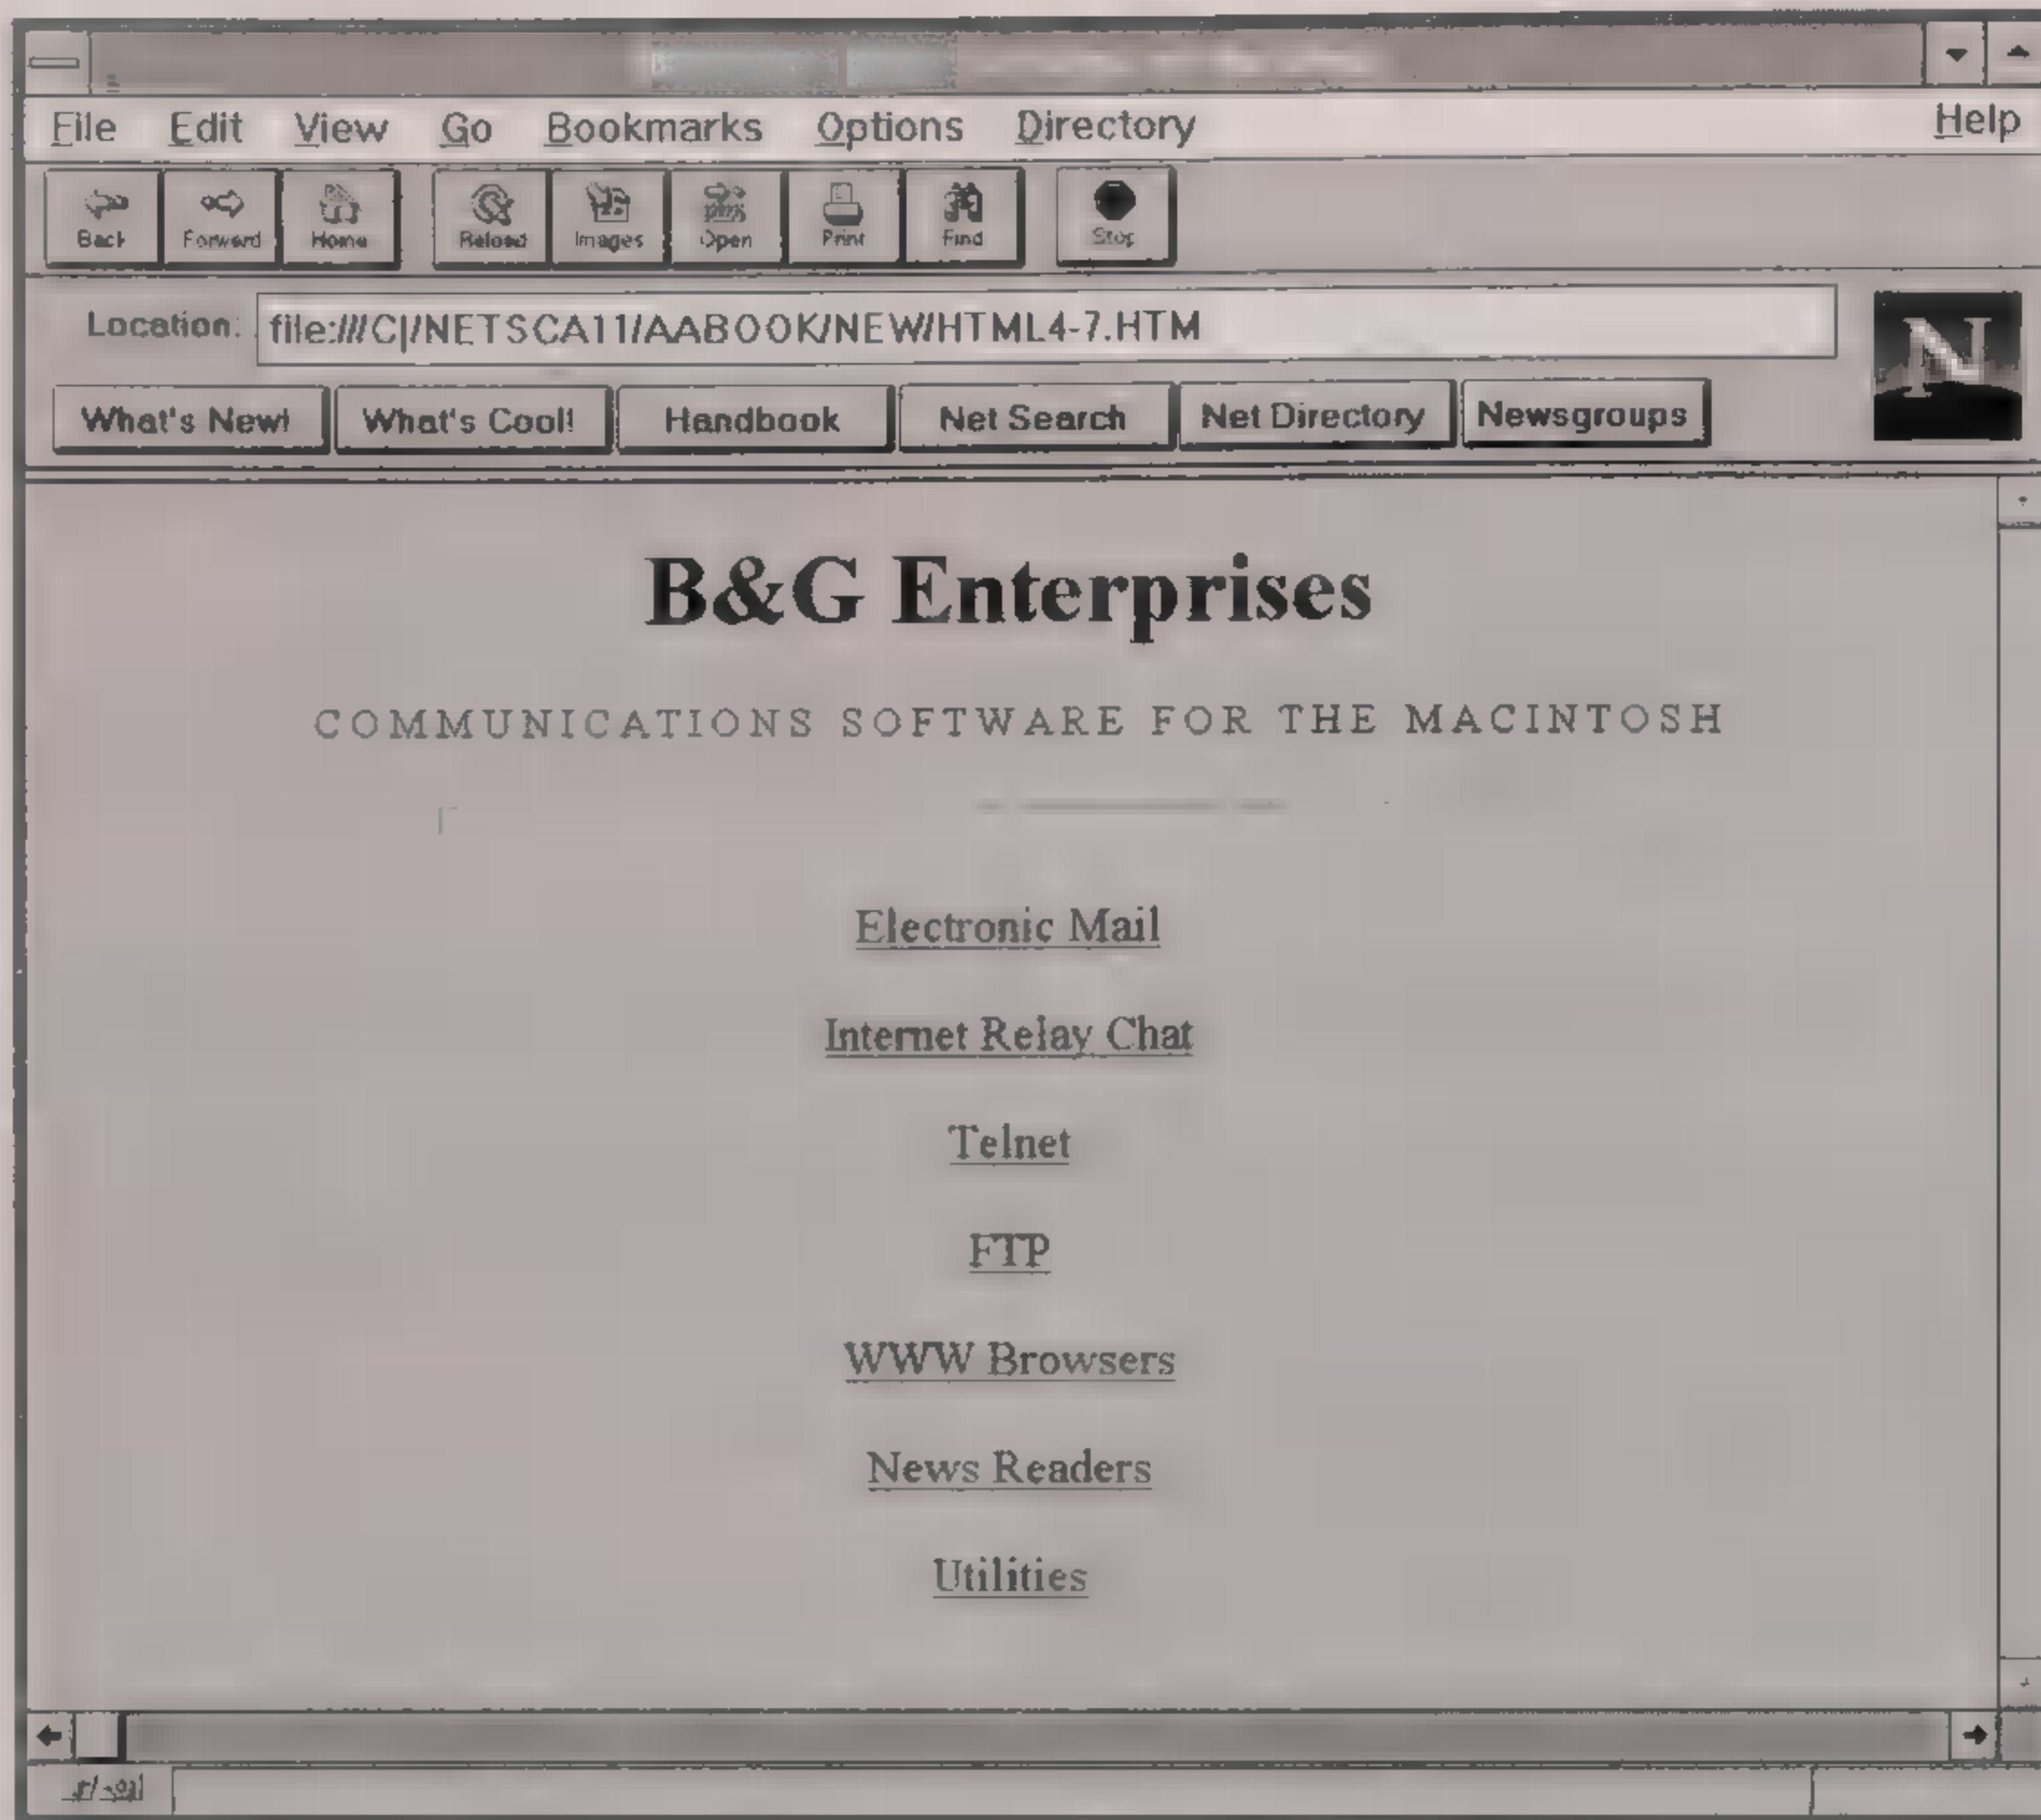 File Edit View Go Bookmarks Options Directory Help
Back Forward Home Reload Images Open Print Find Stop
Location: file:///C|/NETSCA11/AABOOK/NEW/HTML4-7.HTM
N
What's New! What's Cool! Handbook Net Search Net Directory Newsgroups
B&G Enterprises
COMMUNICATIONS SOFTWARE FOR THE MACINTOSH
Electronic Mail
Internet Relay Chat
Telnet
FTP
WWW Browsers
News Readers
Utilities